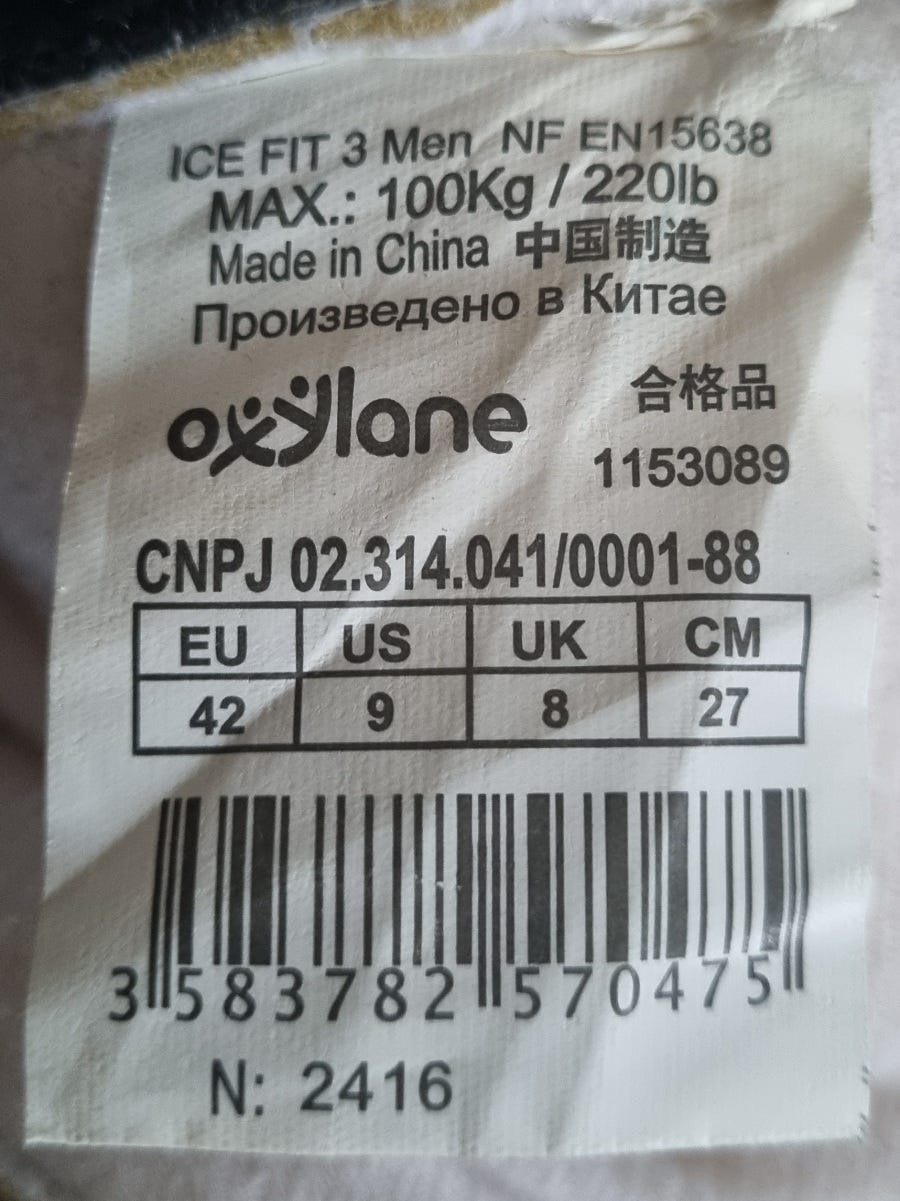 ICE FIT 3 Men NF EN15638
MAX.: 100Kg / 220lb
Made in China 中国制造
Произведено в Китае
oxylane
合格品
1153089
CNPJ 02.314.041/0001-88
EU US UK CM
42 9 8 27
3 583782 570475
N: 2416